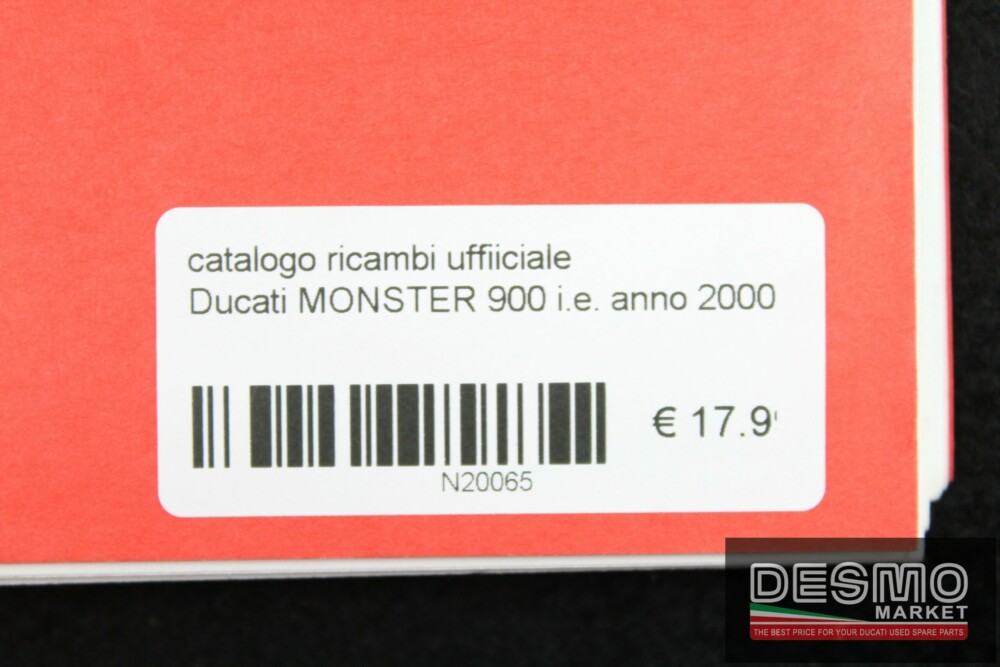 catalogo ricambi uffiiciale
Ducati MONSTER 900 i.e. anno 2000
€ 17.9
N20065
DESMO
MARKET
THE BEST PRICE FOR YOUR DUCATI USED SPARE PARTS